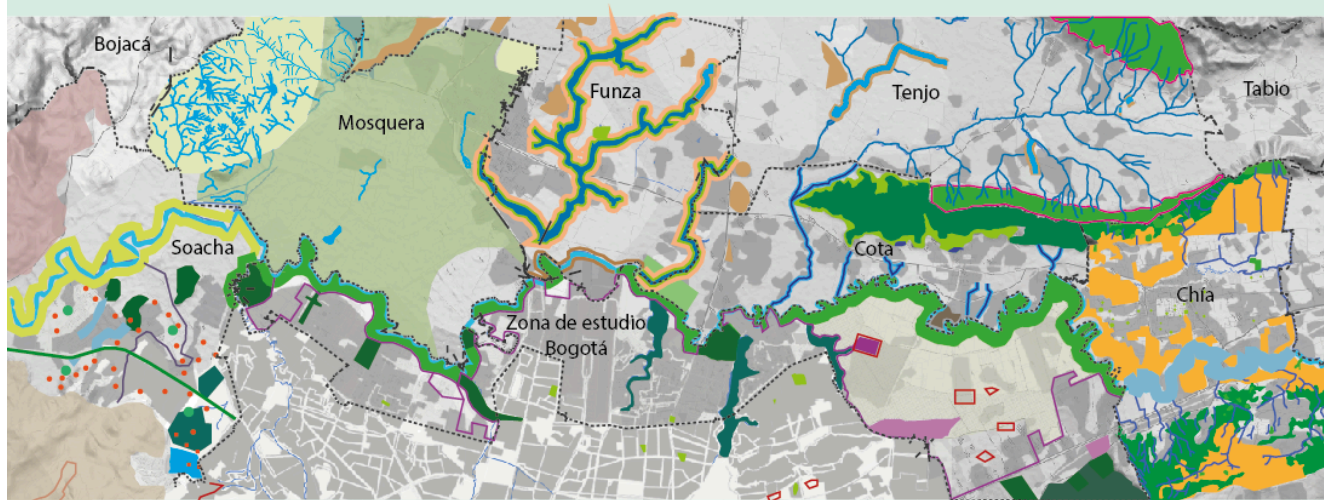 Bojacá
Mosquera
Funza
Tenjo
Tabio
Soacha
Cota
Chía
Zona de estudio
Bogotá